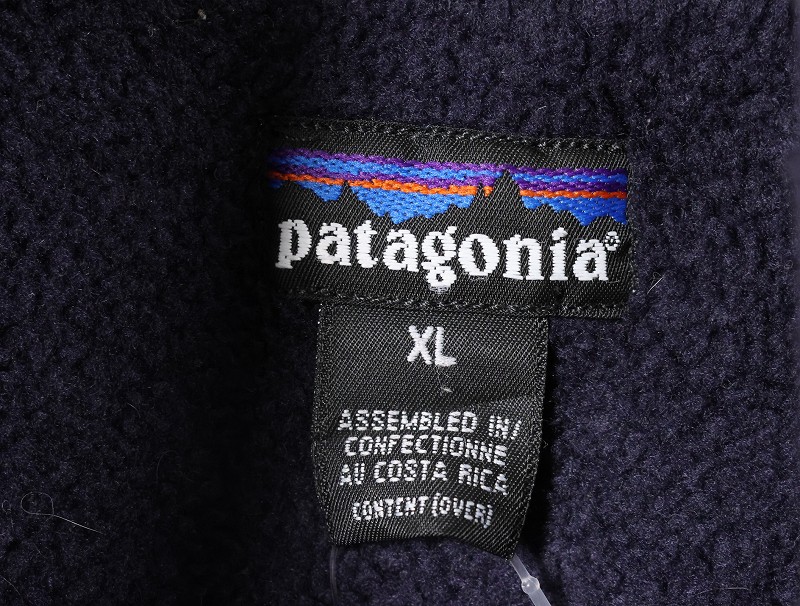 patagonia®
XL
ASSEMBLED IN/
CONFECTIONNE
AU COSTA RICA
CONTENT (OVER)